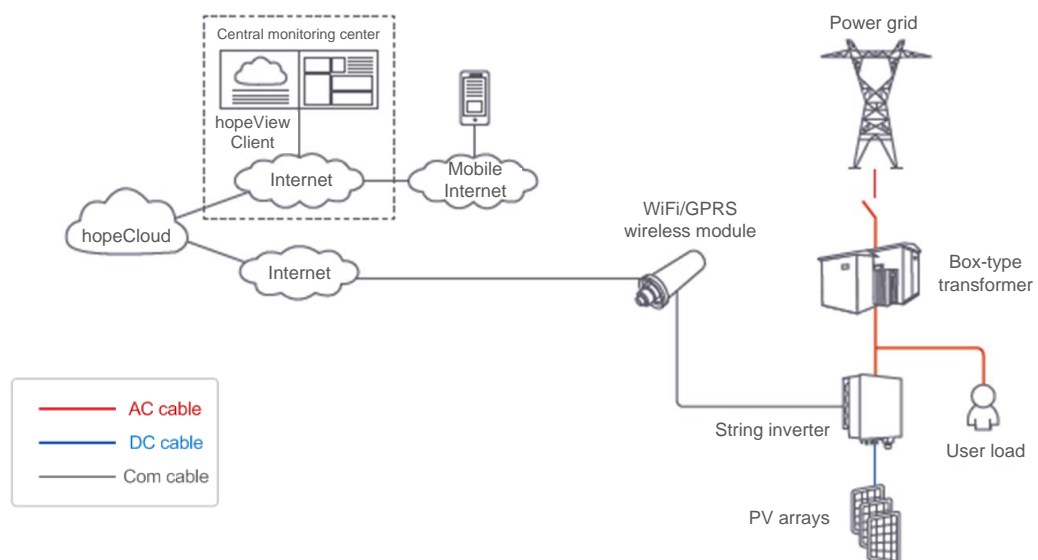 Power grid
Central monitoring center
hopeView
Client
Internet
Mobile
Internet
hopeCloud
Internet
WiFi/GPRS
wireless module
Box-type
transformer
AC cable
DC cable
Com cable
String inverter
User load
PV arrays